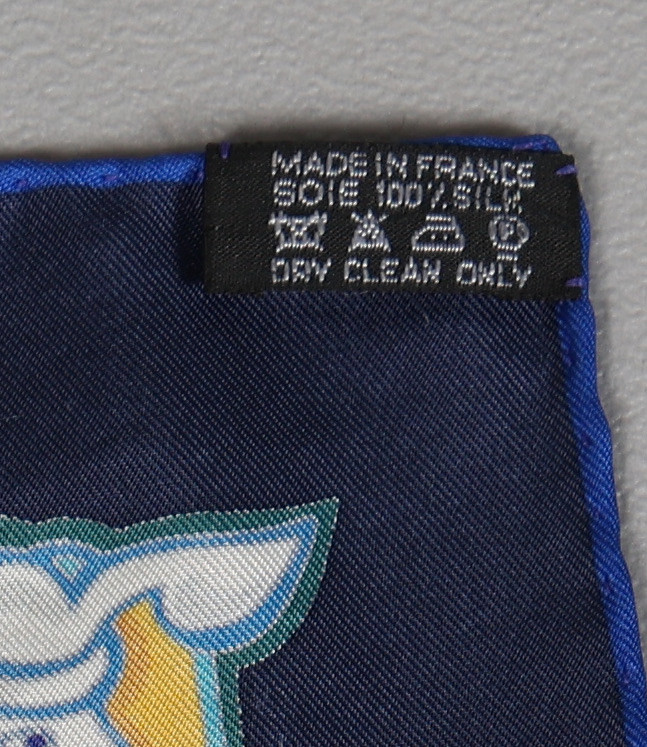 MADE IN FRANCE
SOIE 100% SILK
P
DRY CLEAN ONLY